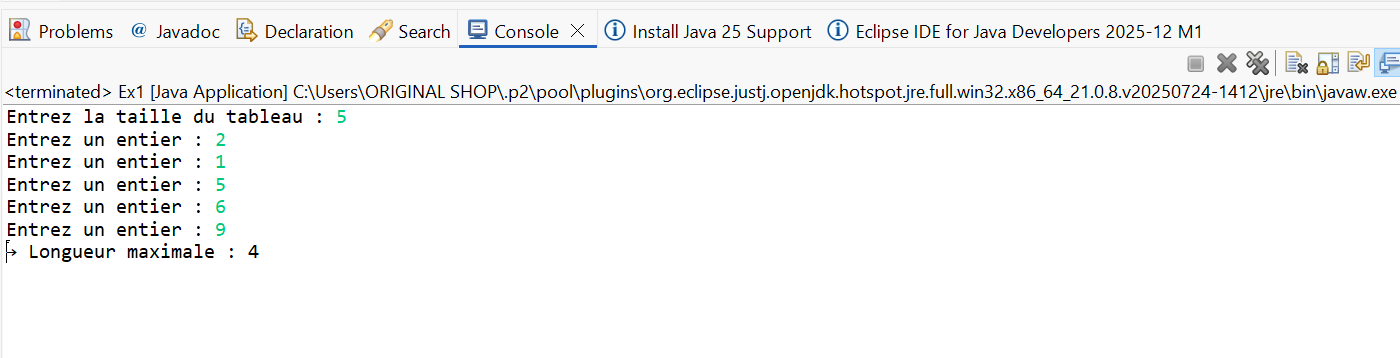 Problems @ Javadoc Declaration Search Console Install Java 25 Support Eclipse IDE for Java Developers 2025-12 M1
<terminated> Ex1 [Java Application] C:\Users\ORIGINAL SHOP\.p2\pool\plugins\org.eclipse.justj.openjdk.hotspot.jre.full.win32.x86_64_21.0.8.v20250724-1412\jre\bin\javaw.exe
Entrez la taille du tableau : 5
Entrez un entier : 2
Entrez un entier : 1
Entrez un entier : 5
Entrez un entier : 6
Entrez un entier : 9
→ Longueur maximale : 4